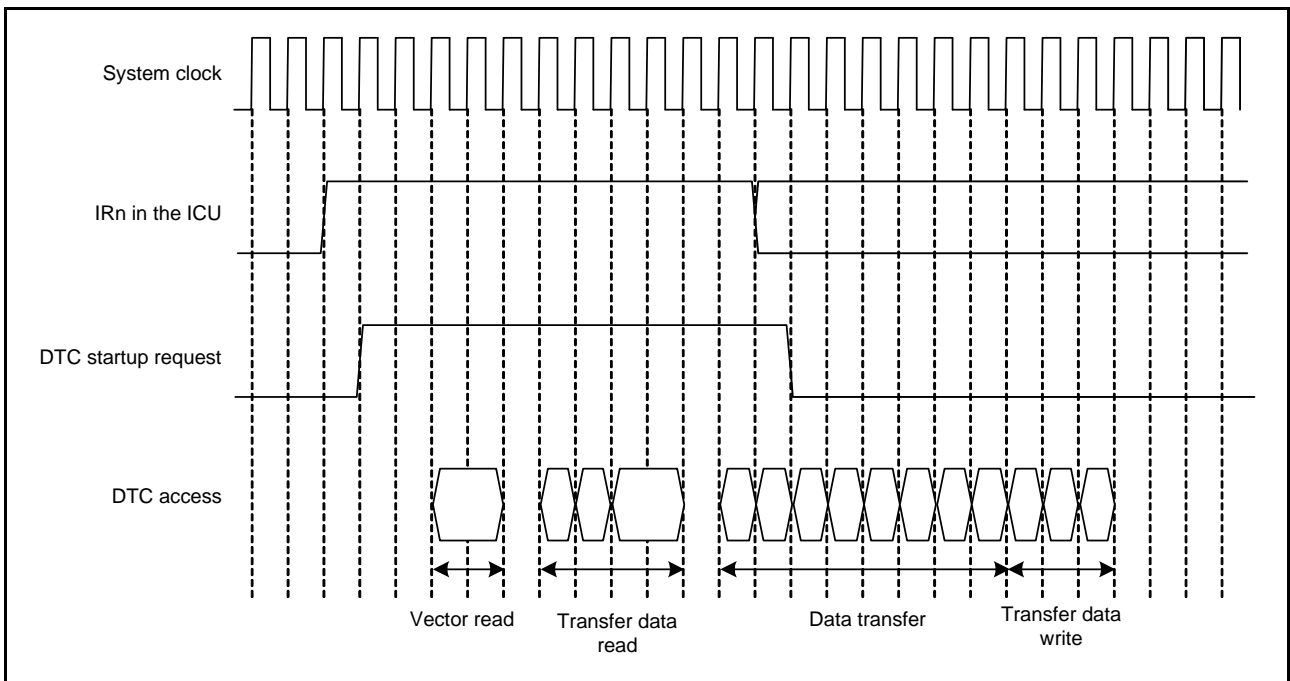 System clock
IRn in the ICU
DTC startup request
DTC access
Vector read
Transfer data
read
Data transfer
Transfer data
write